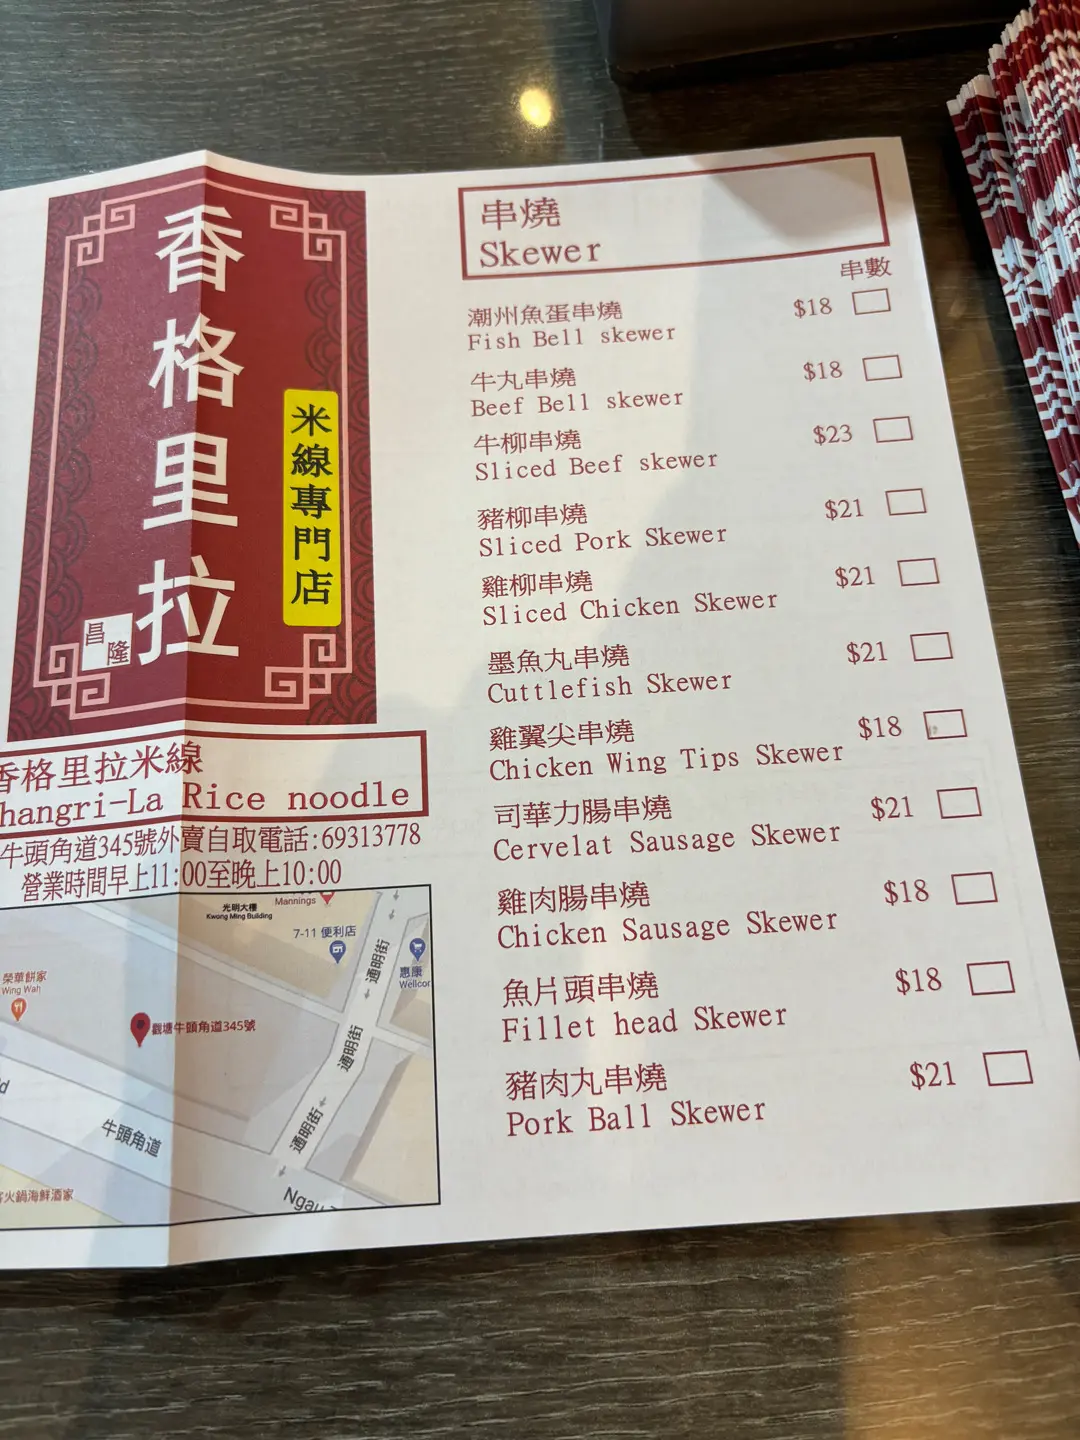 香格里拉
米線專門店
昌隆
香格里拉米線
hangri-La Rice noodle
牛頭角道345號外賣自取電話:69313778
營業時間早上11:00至晚上10:00
光明大樓
Kwong Ming Building
Mannings
7-11 便利店
通明街
惠康
Wellcor
榮華餅家
Wing Wah
觀塘牛頭角道345號
通明街
通明街
牛頭角道
火鍋海鮮酒家
Ngau
串燒
Skewer
串數
潮州魚蛋串燒 $18
Fish Bell skewer
牛丸串燒 $18
Beef Bell skewer
牛柳串燒 $23
Sliced Beef skewer
豬柳串燒 $21
Sliced Pork Skewer
雞柳串燒 $21
Sliced Chicken Skewer
墨魚丸串燒 $21
Cuttlefish Skewer
雞翼尖串燒 $18
Chicken Wing Tips Skewer
司華力腸串燒 $21
Cervelat Sausage Skewer
雞肉腸串燒 $18
Chicken Sausage Skewer
魚片頭串燒 $18
Fillet head Skewer
豬肉丸串燒 $21
Pork Ball Skewer